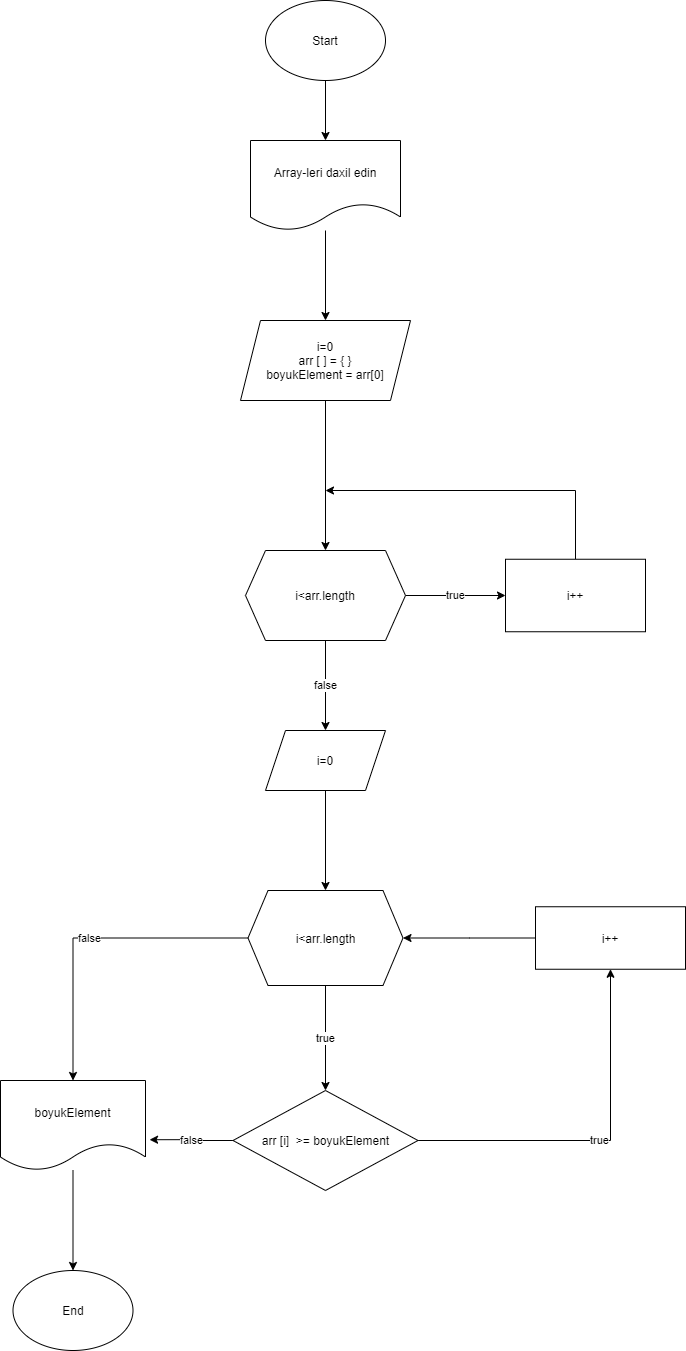 Start
Array-leri daxil edin
i=0
arr [ ] = { }
boyukElement = arr[0]
i<arr.length
true
i++
false
i=0
i<arr.length
i++
false
true
boyukElement
arr [i]  >= boyukElement
false
true
End